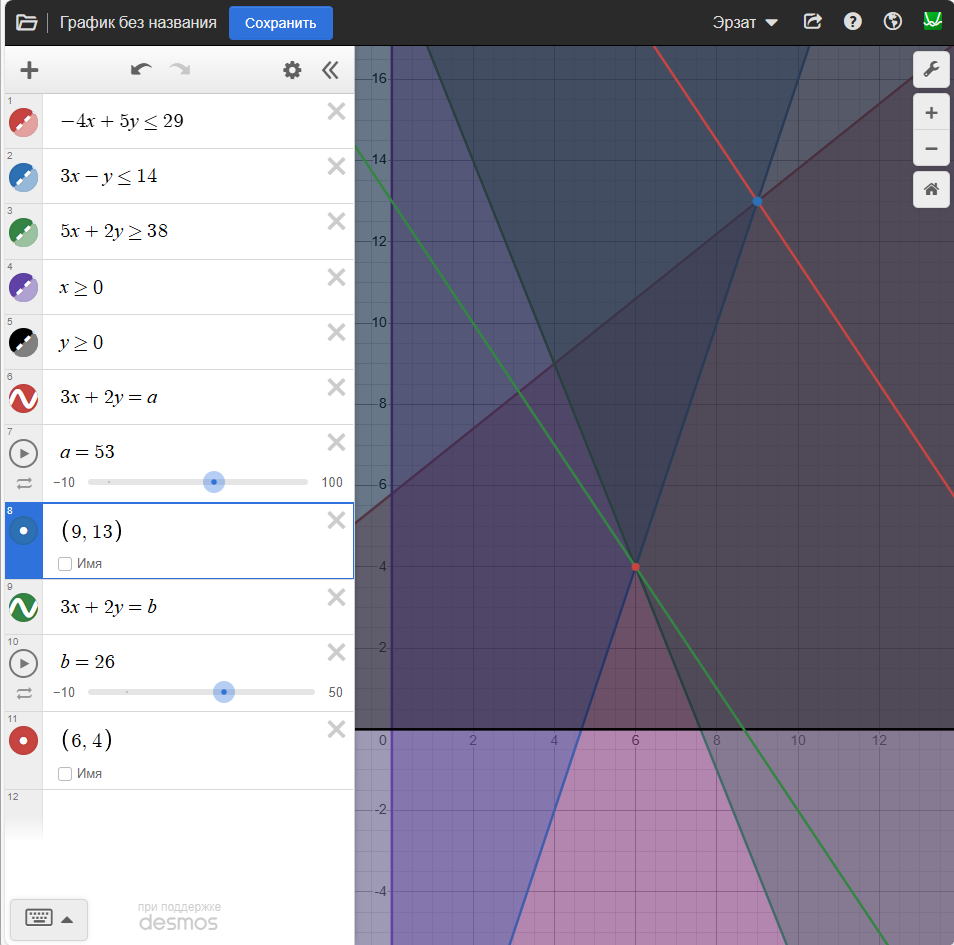 График без названия
Сохранить
Эрзат
1
−4x + 5y ≤ 29
2
3x − y ≤ 14
3
5x + 2y ≥ 38
4
x ≥ 0
5
y ≥ 0
6
3x + 2y = a
7
a = 53
−10
100
8
(9, 13)
Имя
9
3x + 2y = b
10
b = 26
−10
50
11
(6, 4)
Имя
12
при поддержке
desmos
16
14
12
10
8
6
4
2
0 2 4 6 8 10 12
-2
-4